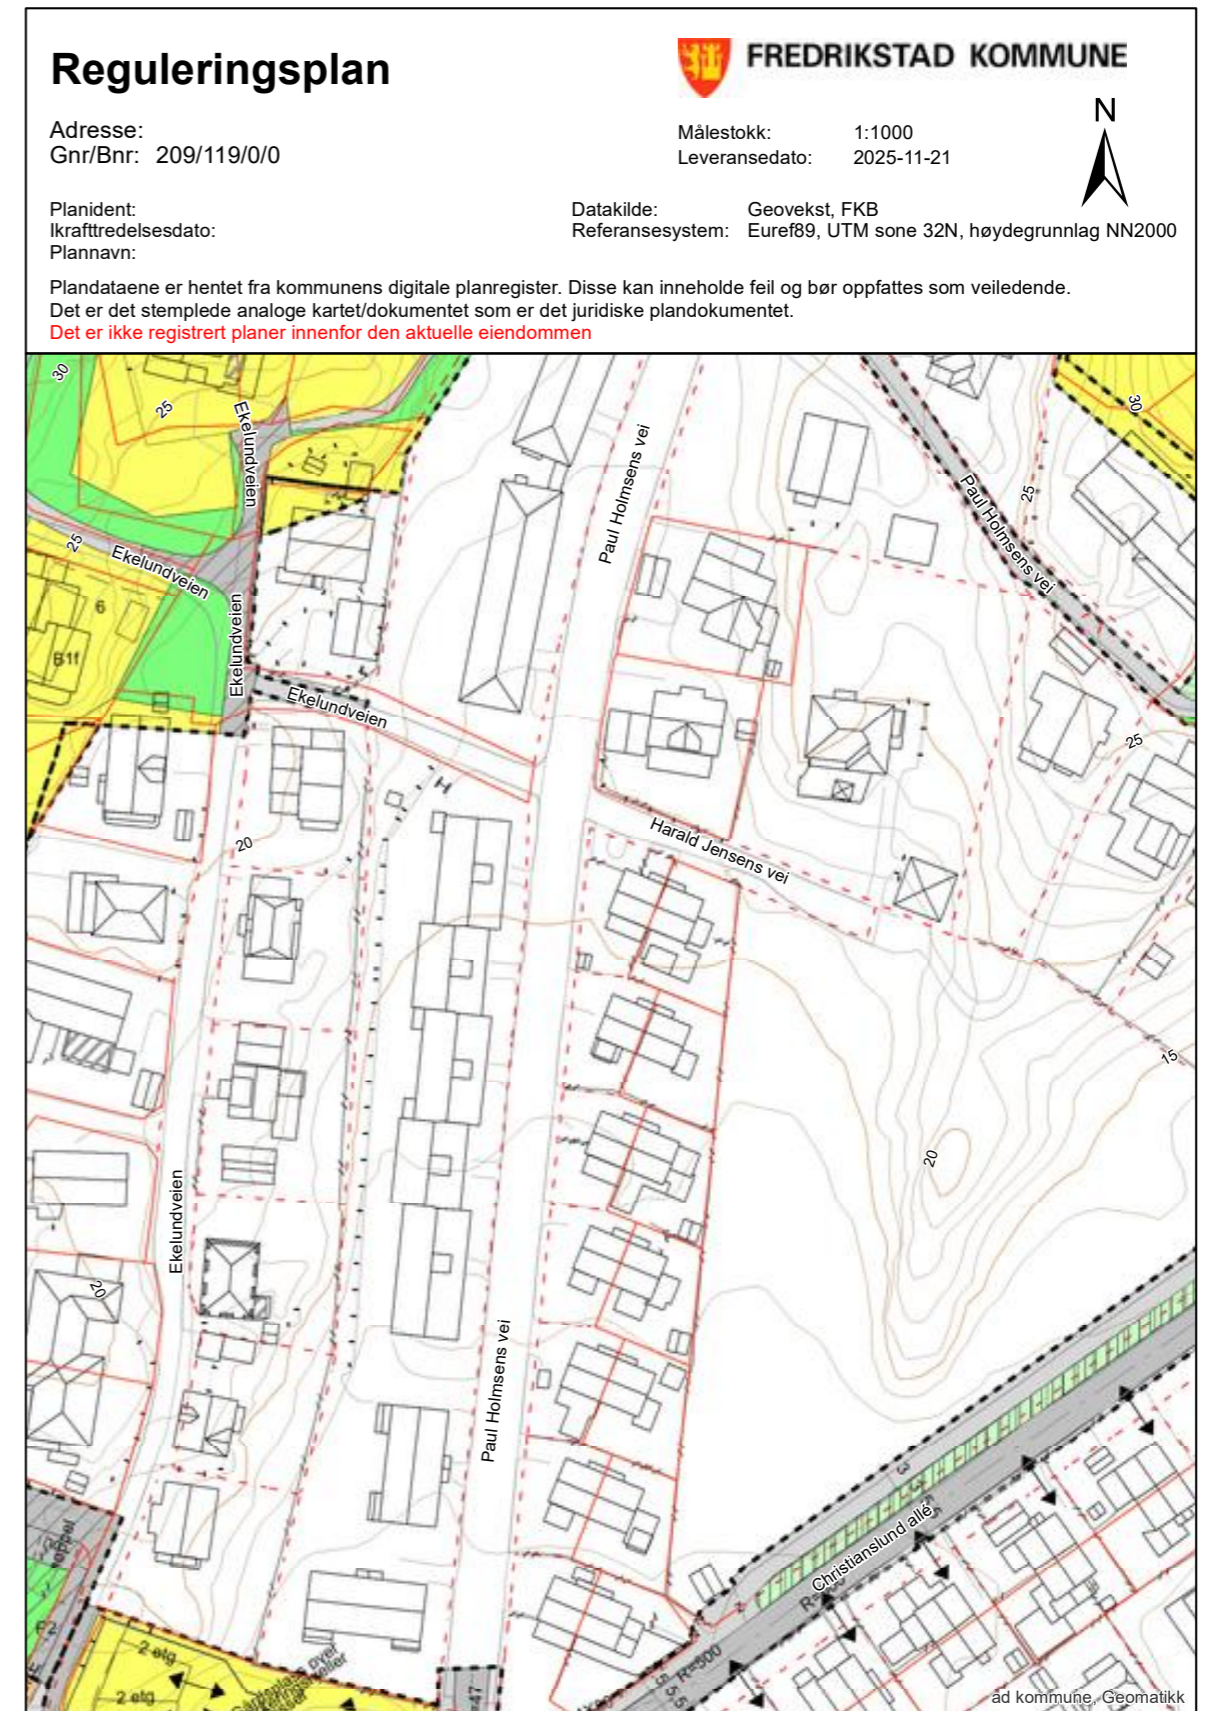 Reguleringsplan
FREDRIKSTAD KOMMUNE
N
Adresse:
Gnr/Bnr: 209/119/0/0
Målestokk: 1:1000
Leveransedato: 2025-11-21
Planident:
Ikrafttredelsesdato:
Plannavn:
Datakilde: Geovekst, FKB
Referansesystem: Euref89, UTM sone 32N, høydegrunnlag NN2000
Plandataene er hentet fra kommunens digitale planregister. Disse kan inneholde feil og bør oppfattes som veiledende.
Det er det stemplede analoge kartet/dokumentet som er det juridiske plandokumentet.
Det er ikke registrert planer innenfor den aktuelle eiendommen
30
25
Ekelundveien
Paul Holmsens vei
30
25
Paul Holmsens vei
25
Ekelundveien
6
B1f
Ekelundveien
Ekelundveien
25
H
20
Harald Jensens vei
15
20
Ekelundveien
20
Paul Holmsens vei
3
Christianslund allé
R=500
2 etg
2 etg
47
ad kommune, Geomatikk